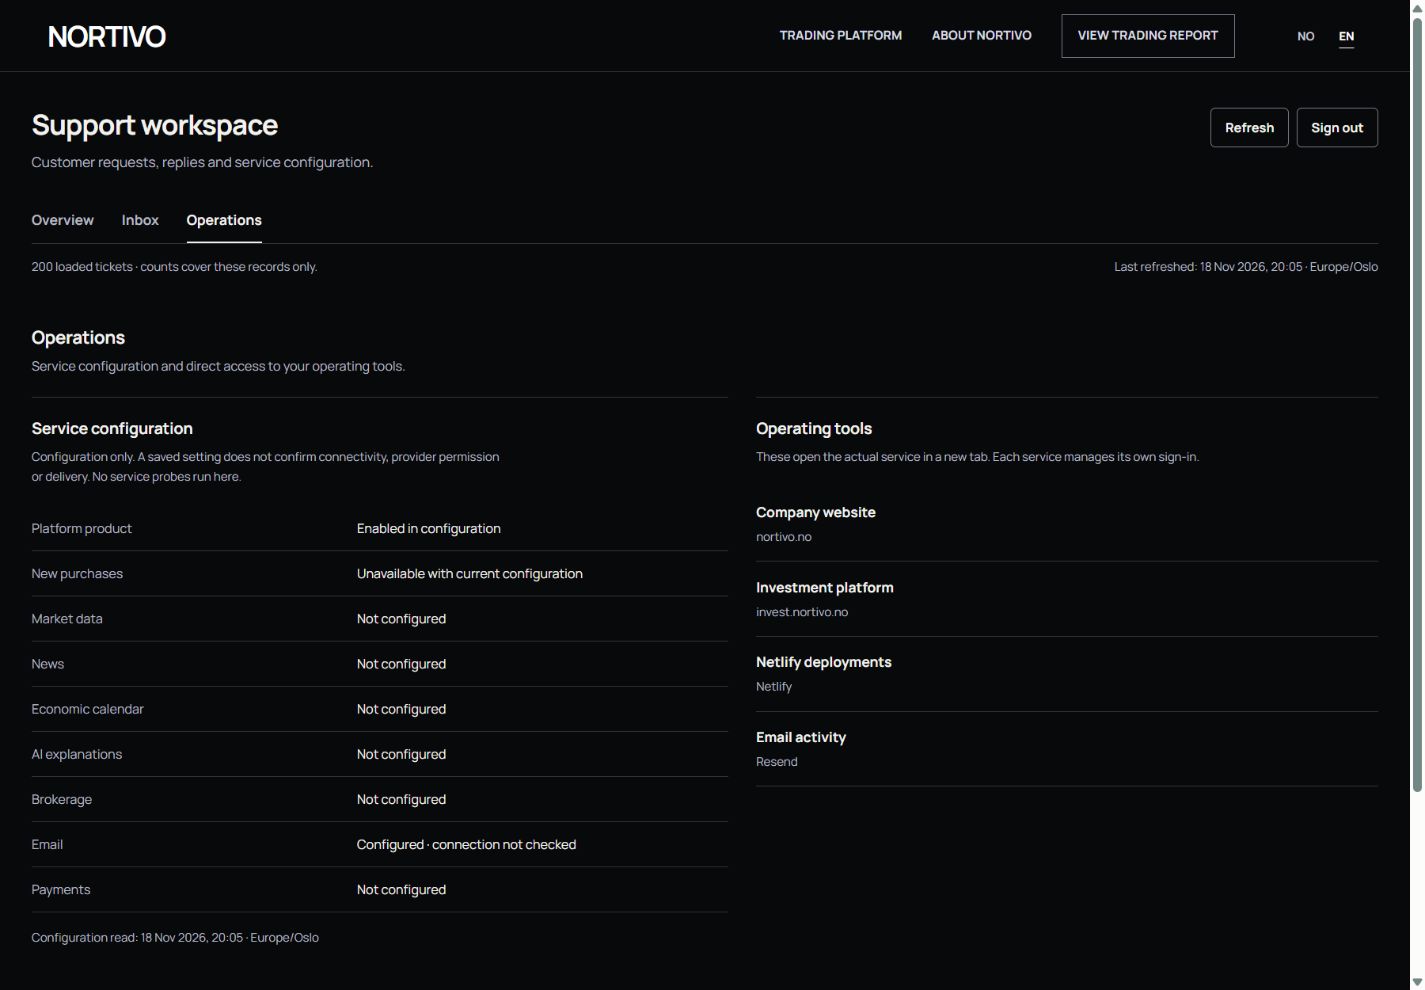 NORTIVO
TRADING PLATFORM
ABOUT NORTIVO
VIEW TRADING REPORT
NO
EN
Support workspace
Customer requests, replies and service configuration.
Refresh
Sign out
Overview
Inbox
Operations
200 loaded tickets · counts cover these records only.
Last refreshed: 18 Nov 2026, 20:05 · Europe/Oslo
Operations
Service configuration and direct access to your operating tools.
Service configuration
Configuration only. A saved setting does not confirm connectivity, provider permission
or delivery. No service probes run here.
Platform product
Enabled in configuration
New purchases
Unavailable with current configuration
Market data
Not configured
News
Not configured
Economic calendar
Not configured
AI explanations
Not configured
Brokerage
Not configured
Email
Configured · connection not checked
Payments
Not configured
Configuration read: 18 Nov 2026, 20:05 · Europe/Oslo
Operating tools
These open the actual service in a new tab. Each service manages its own sign-in.
Company website
nortivo.no
Investment platform
invest.nortivo.no
Netlify deployments
Netlify
Email activity
Resend